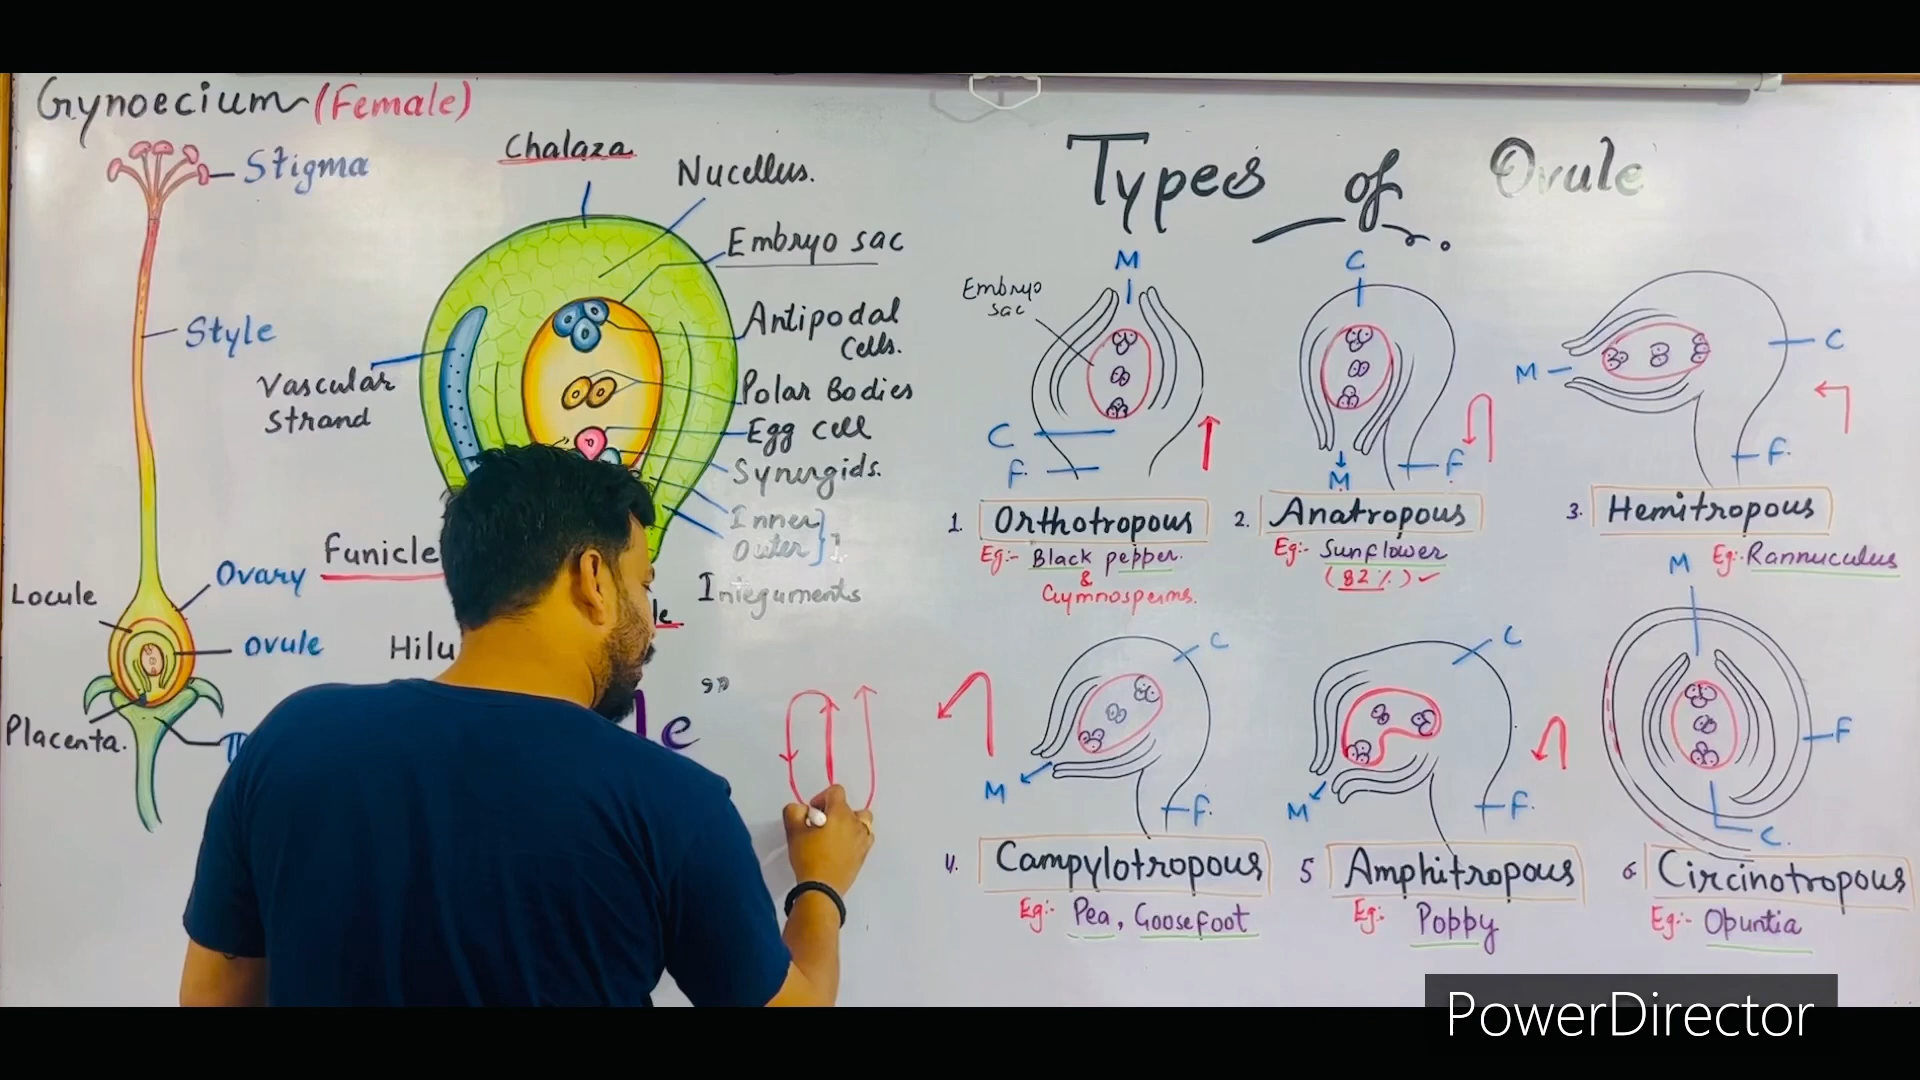 Gynoecium (Female)
Stigma
Style
Vascular
Strand
Chalaza
Nucellus.
Embryo sac
Antipodal
Cells.
Polar Bodies
Egg cell
Synergids.
Inner
Outer
Integuments
Funicle
Ovary
Locule
Ovule
Placenta.
Types of Ovule
M
Embryo
sac
C
F.
1. Orthotropous
Eg:- Black pepper.
&
Gymnosperms.
C
F
M
2. Anatropous
Eg:- Sunflower
(82%)
M
C
F.
3. Hemitropous
Eg:- Rannuculus
C
M
F.
4. Campylotropous
Eg:- Pea, Goosefoot
C
M
F.
5 Amphitropous
Eg:- Poppy
M
F
C.
6. Circinotropous
Eg:- Opuntia
PowerDirector